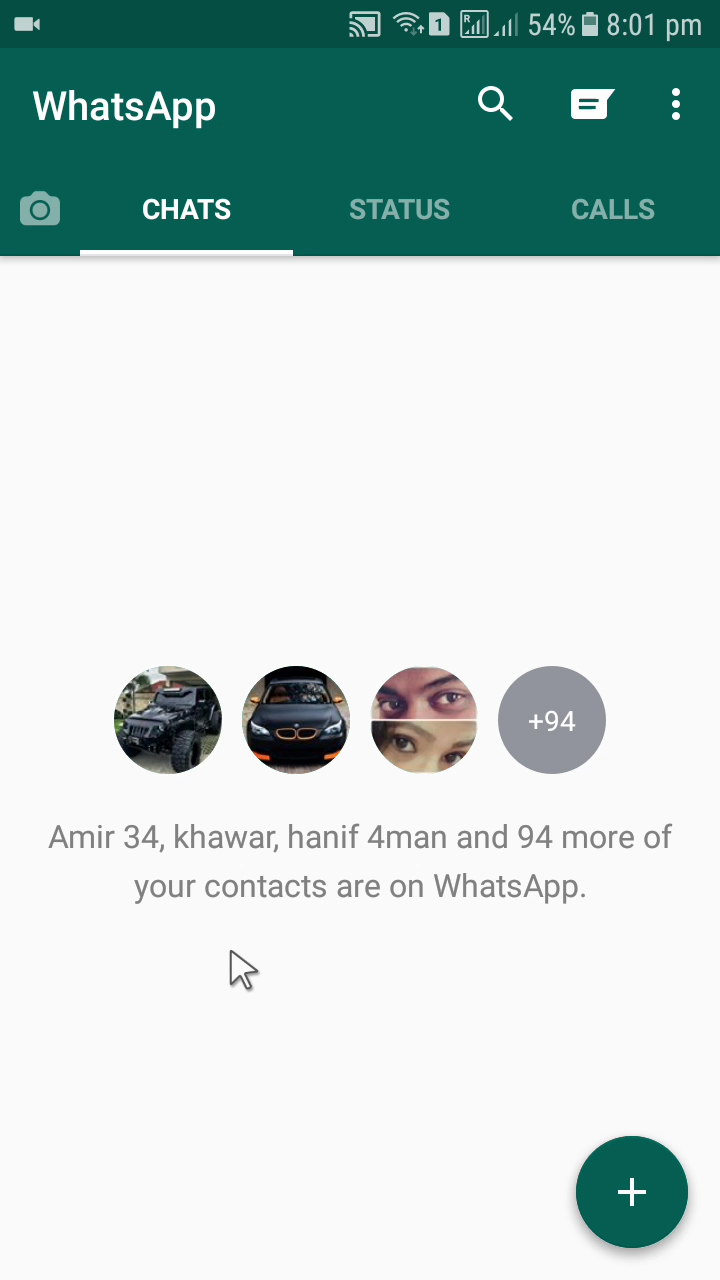 R 1 54% 8:01 pm
WhatsApp
CHATS STATUS CALLS
+94
Amir 34, khawar, hanif 4man and 94 more of
your contacts are on WhatsApp.
+